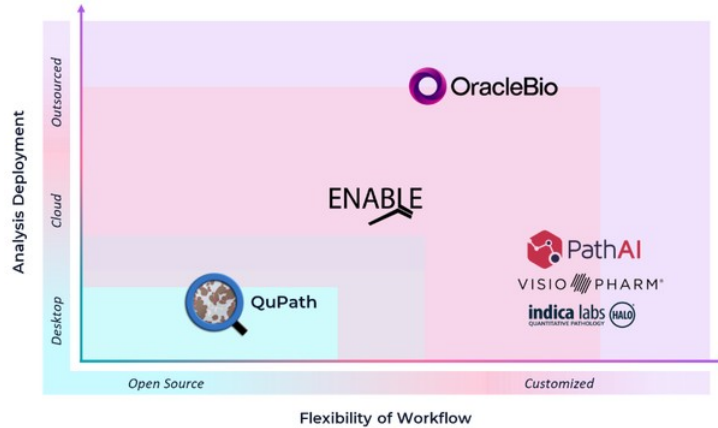 OracleBio
ENABLE
PathAI
VISIOPHARM®
QuPath
indica labs HALO
QUANTITATIVE PATHOLOGY
Analysis Deployment
Outsourced
Cloud
Desktop
Open Source
Customized
Flexibility of Workflow